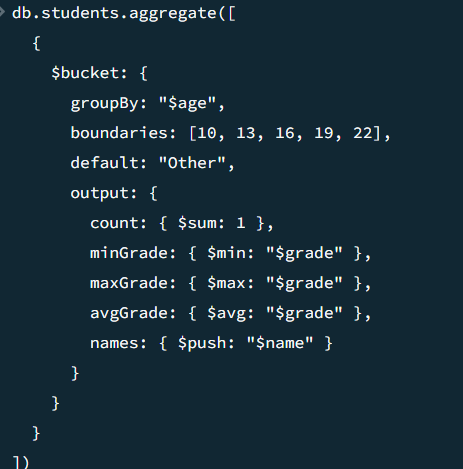 db.students.aggregate([
  {
    $bucket: {
      groupBy: "$age",
      boundaries: [10, 13, 16, 19, 22],
      default: "Other",
      output: {
        count: { $sum: 1 },
        minGrade: { $min: "$grade" },
        maxGrade: { $max: "$grade" },
        avgGrade: { $avg: "$grade" },
        names: { $push: "$name" }
      }
    }
  }
])